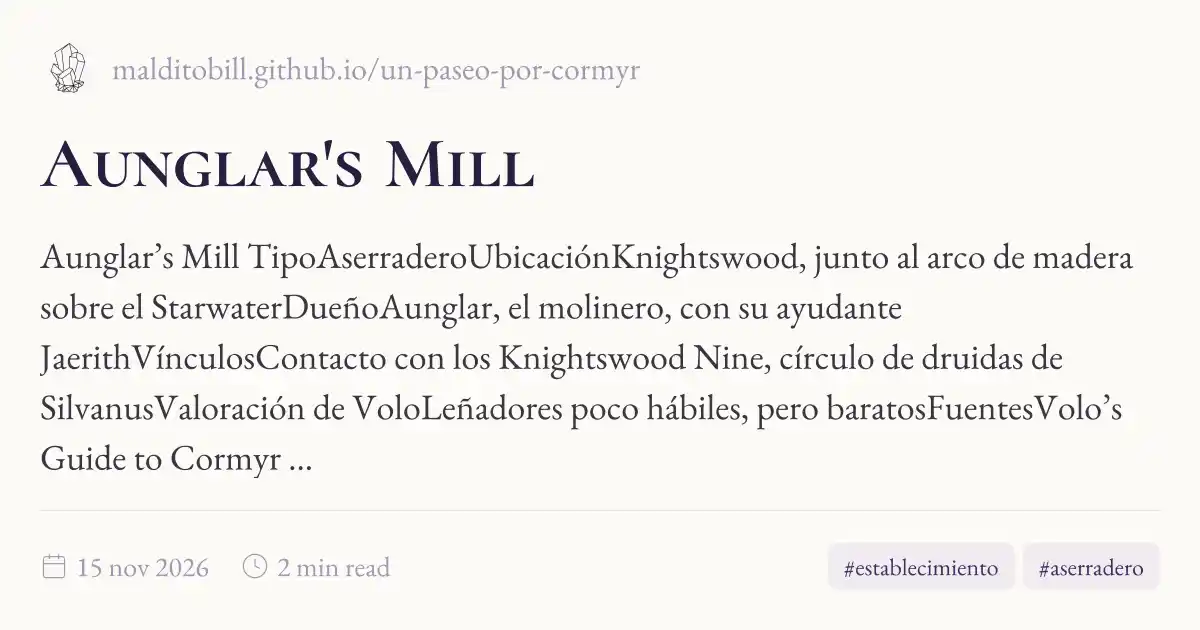 malditobill.github.io/un-paseo-por-cormyr
Aunglar's Mill
Aunglar’s Mill TipoAserraderoUbicaciónKnightswood, junto al arco de madera
sobre el StarwaterDueñoAunglar, el molinero, con su ayudante
JaerithVínculosContacto con los Knightswood Nine, círculo de druidas de
SilvanusValoración de VoloLeñadores poco hábiles, pero baratosFuentesVolo’s
Guide to Cormyr ...
15 nov 2026 2 min read #establecimiento #aserradero